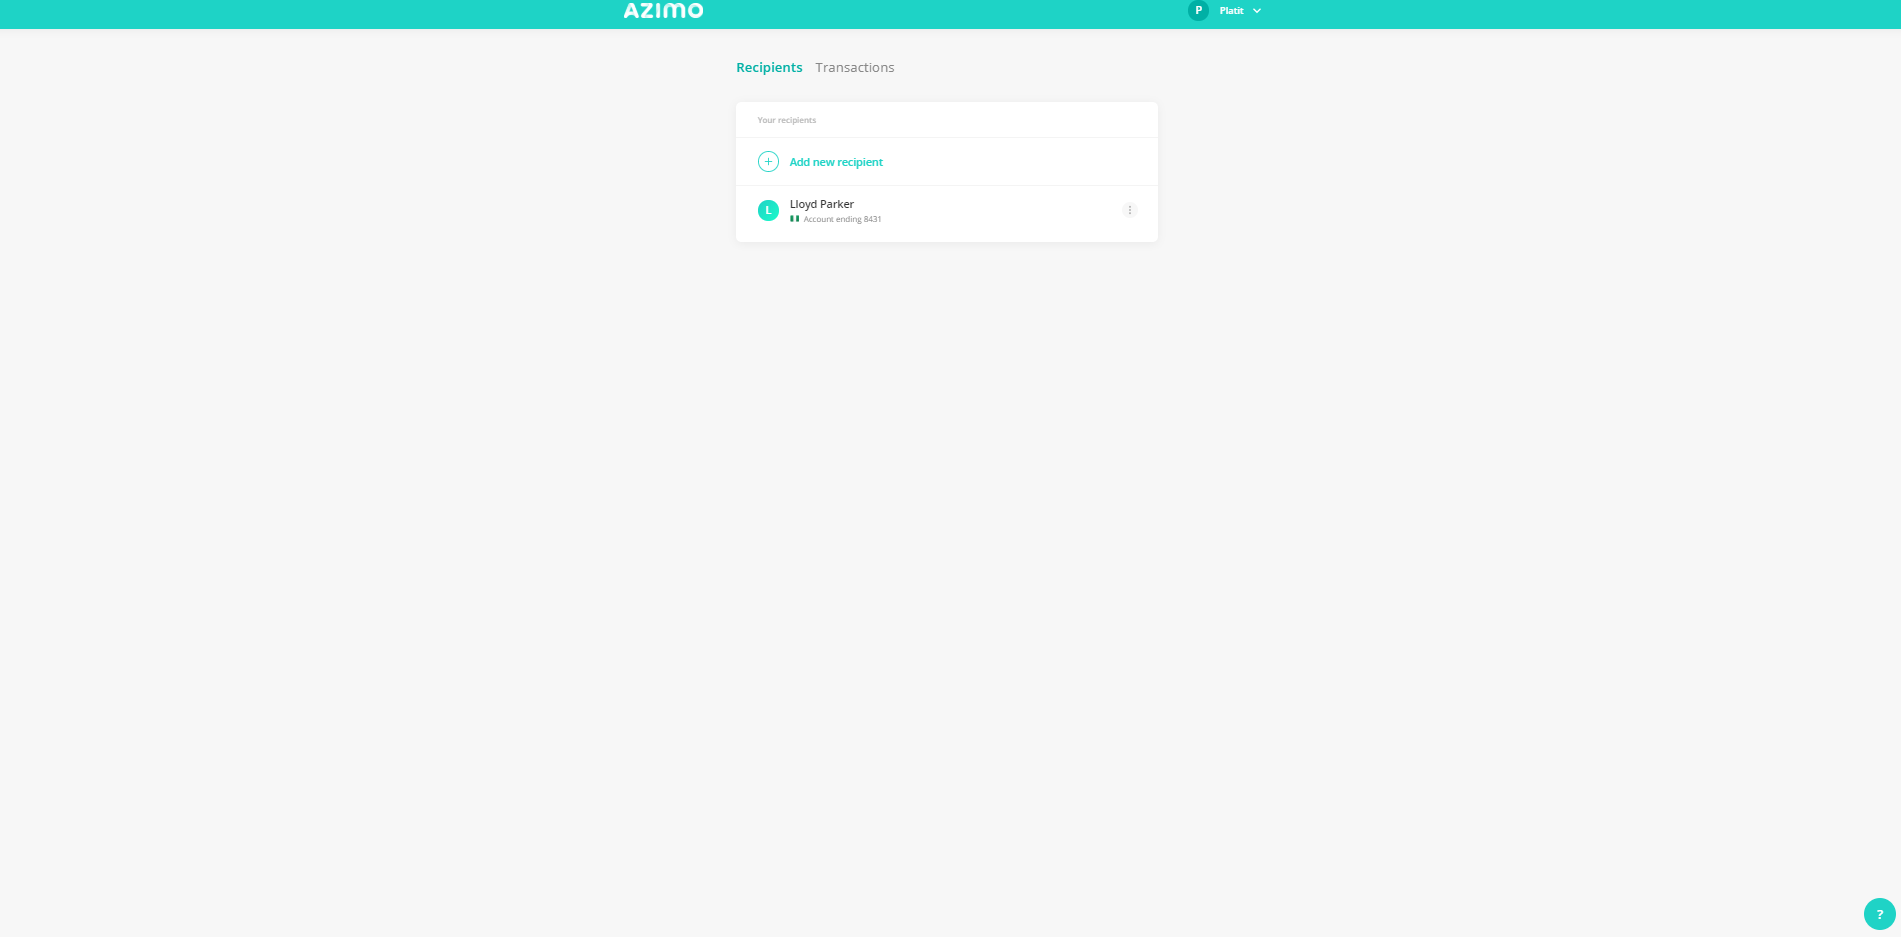 AZIMO
P Platit
Recipients Transactions
Your recipients
+ Add new recipient
L Lloyd Parker
Account ending 8431
?